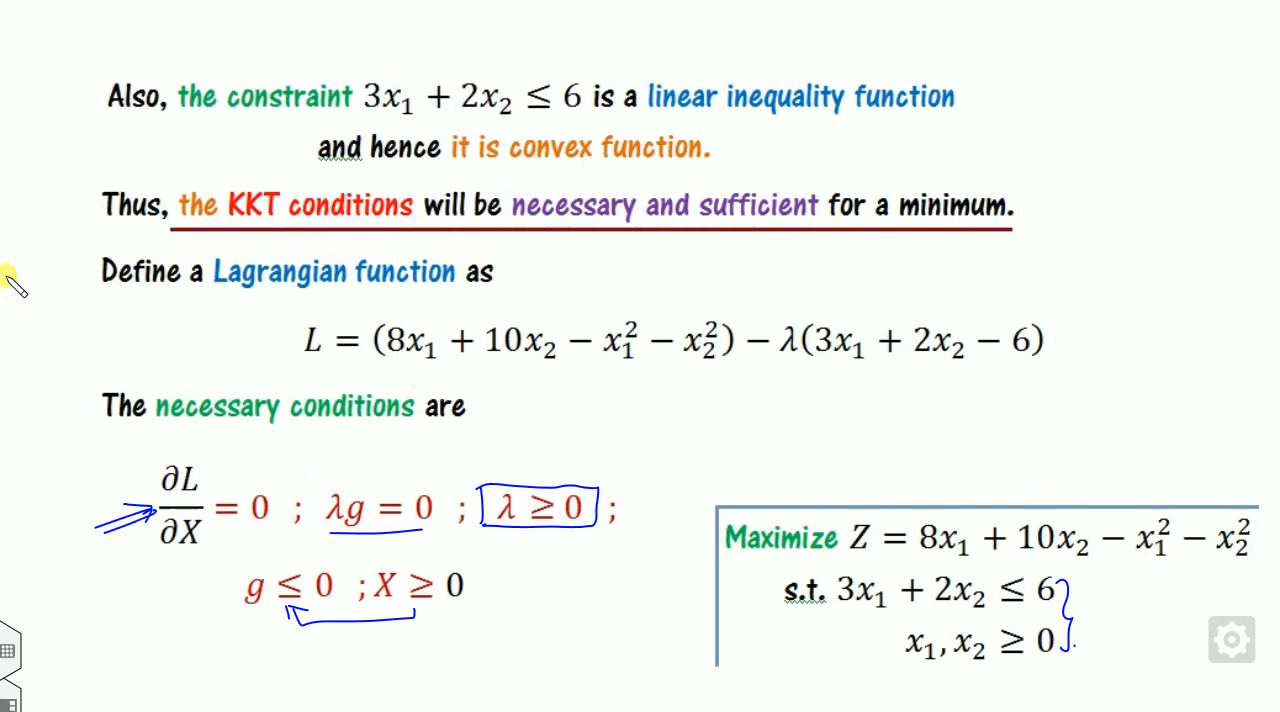 Also, the constraint 3x₁ + 2x₂ ≤ 6 is a linear inequality function
and hence it is convex function.
Thus, the KKT conditions will be necessary and sufficient for a minimum.
Define a Lagrangian function as
L = (8x₁ + 10x₂ − x₁² − x₂²) − λ(3x₁ + 2x₂ − 6)
The necessary conditions are
∂L/∂X = 0 ; λg = 0 ; λ ≥ 0 ;
g ≤ 0 ; X ≥ 0
Maximize Z = 8x₁ + 10x₂ − x₁² − x₂²
s.t. 3x₁ + 2x₂ ≤ 6
x₁, x₂ ≥ 0